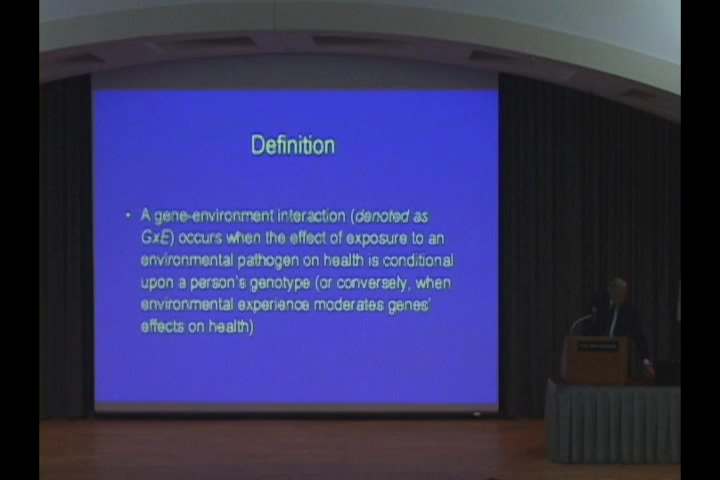 Definition
• A gene-environment interaction (denoted as
GxE) occurs when the effect of exposure to an
environmental pathogen on health is conditional
upon a person's genotype (or conversely, when
environmental experience moderates genes'
effects on health)